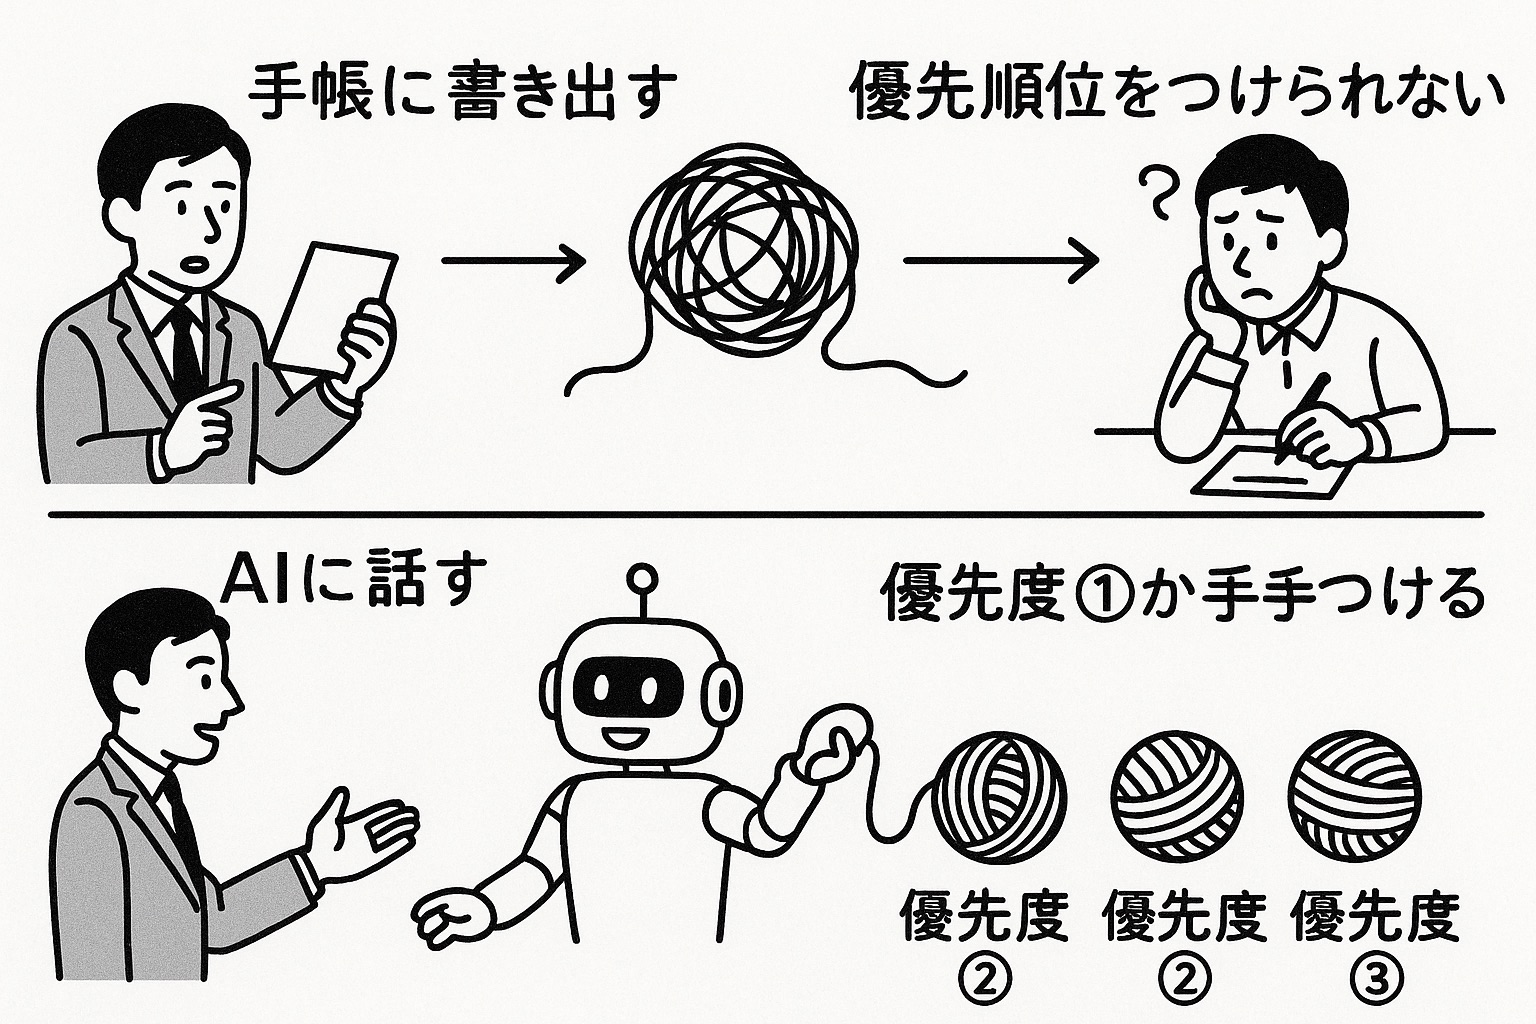 手帳に書き出す
優先順位をつけられない
?
AIに話す
優先度①か手手つける
優先度 優先度 優先度
② ② ③